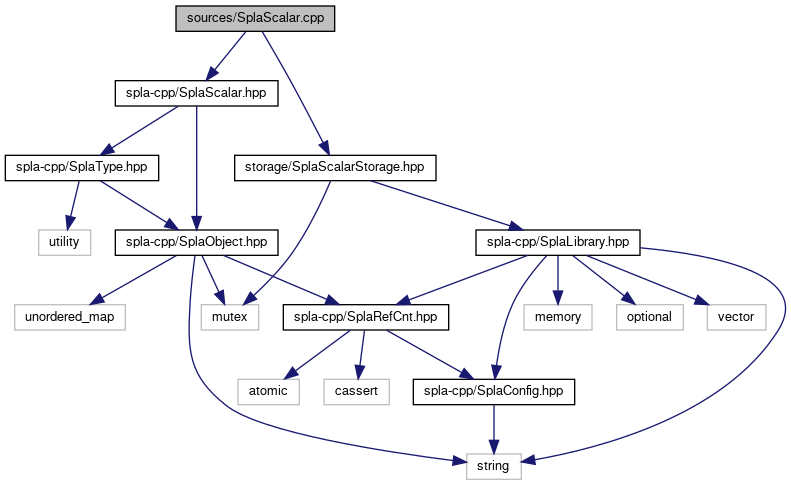 sources/SplaScalar.cpp
spla-cpp/SplaScalar.hpp
spla-cpp/SplaType.hpp
storage/SplaScalarStorage.hpp
utility
spla-cpp/SplaObject.hpp
spla-cpp/SplaLibrary.hpp
unordered_map
mutex
spla-cpp/SplaRefCnt.hpp
memory
optional
vector
atomic
cassert
spla-cpp/SplaConfig.hpp
string